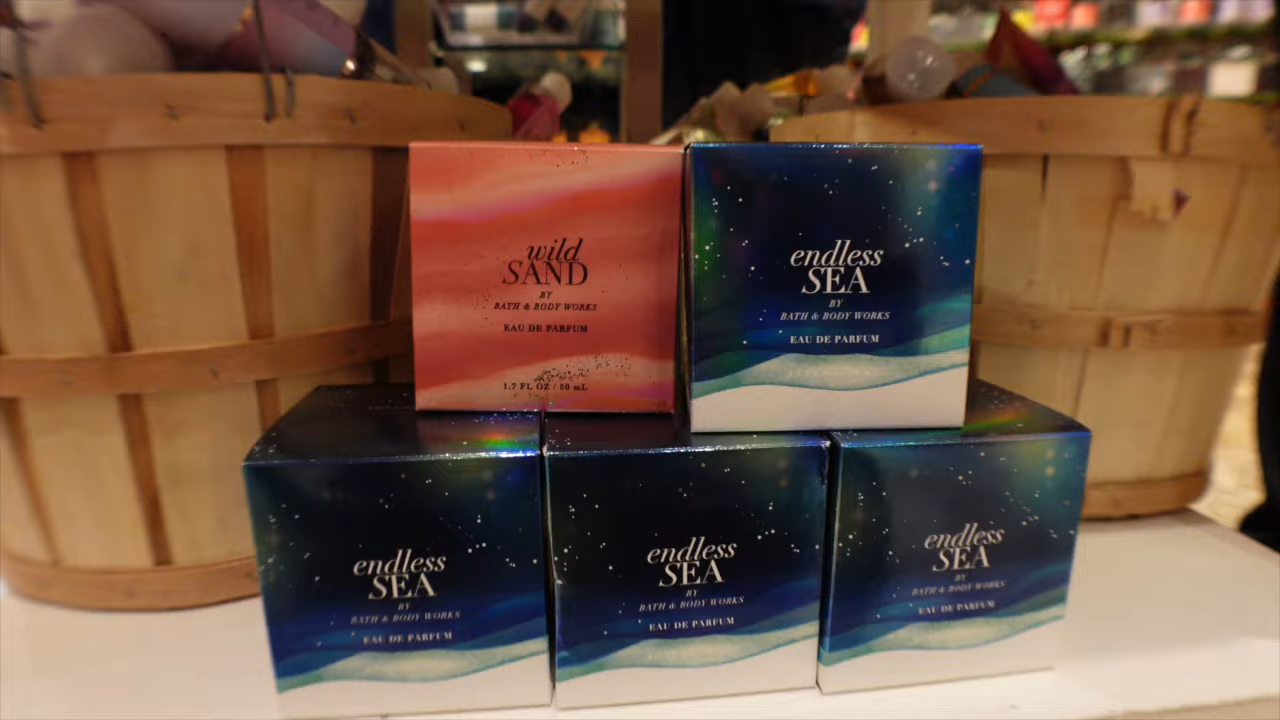 wild
SAND
BY
BATH & BODY WORKS
EAU DE PARFUM
1.7 FL OZ / 50 mL
endless
SEA
BY
BATH & BODY WORKS
EAU DE PARFUM
endless
SEA
BY
BATH & BODY WORKS
EAU DE PARFUM
endless
SEA
BY
BATH & BODY WORKS
EAU DE PARFUM
endless
SEA
BY
BATH & BODY WORKS
EAU DE PARFUM